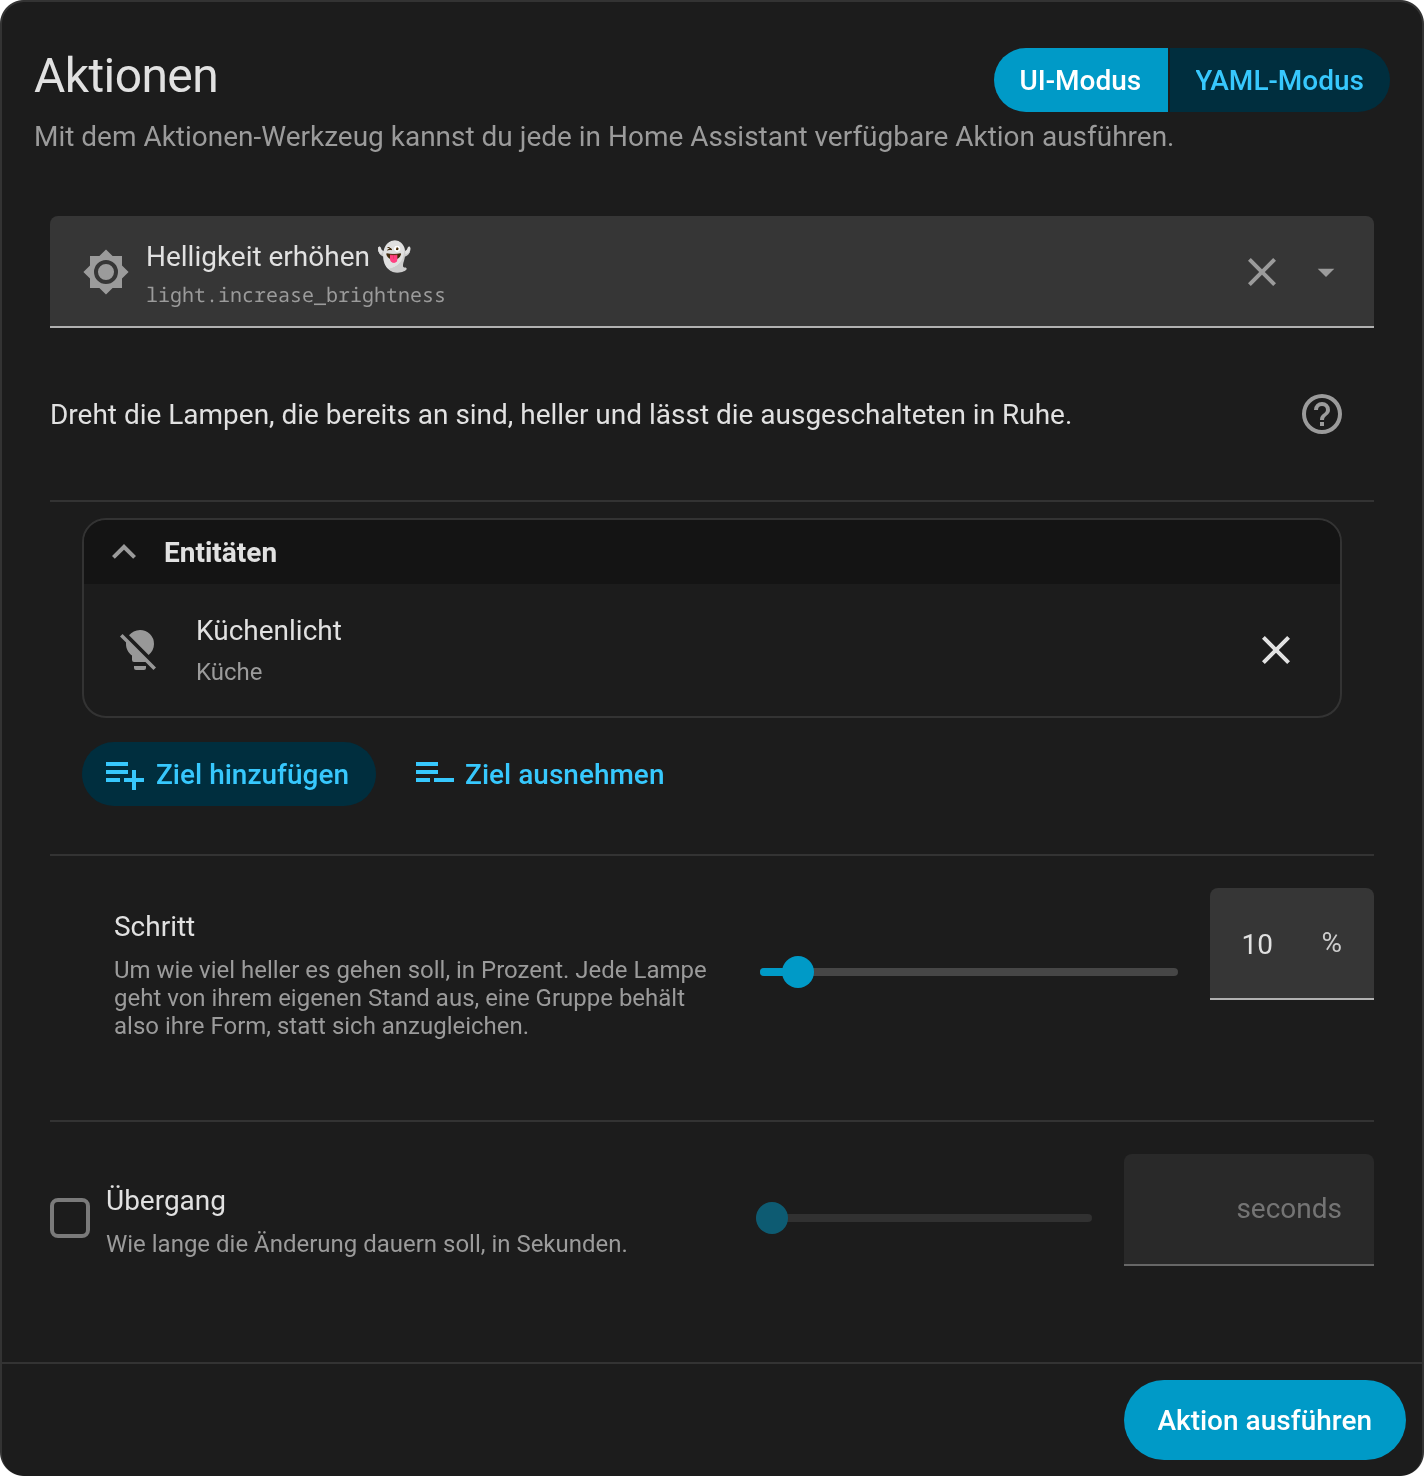 Aktionen
UI-Modus
YAML-Modus
Mit dem Aktionen-Werkzeug kannst du jede in Home Assistant verfügbare Aktion ausführen.
Helligkeit erhöhen 👻
light.increase_brightness
Dreht die Lampen, die bereits an sind, heller und lässt die ausgeschalteten in Ruhe.
Entitäten
Küchenlicht
Küche
Ziel hinzufügen
Ziel ausnehmen
Schritt
Um wie viel heller es gehen soll, in Prozent. Jede Lampe
geht von ihrem eigenen Stand aus, eine Gruppe behält
also ihre Form, statt sich anzugleichen.
10 %
Übergang
Wie lange die Änderung dauern soll, in Sekunden.
seconds
Aktion ausführen